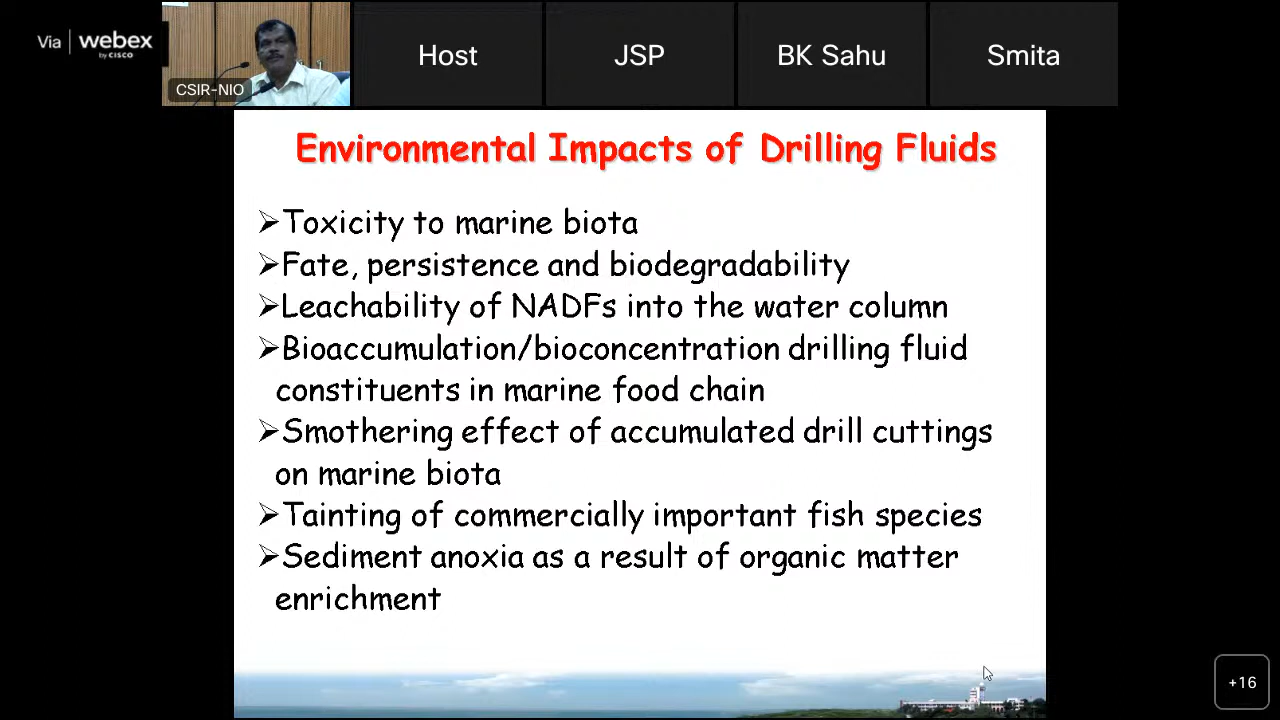 Via webex
by CISCO
CSIR-NIO
Host
JSP
BK Sahu
Smita
Environmental Impacts of Drilling Fluids
➢Toxicity to marine biota
➢Fate, persistence and biodegradability
➢Leachability of NADFs into the water column
➢Bioaccumulation/bioconcentration drilling fluid
constituents in marine food chain
➢Smothering effect of accumulated drill cuttings
on marine biota
➢Tainting of commercially important fish species
➢Sediment anoxia as a result of organic matter
enrichment
+16